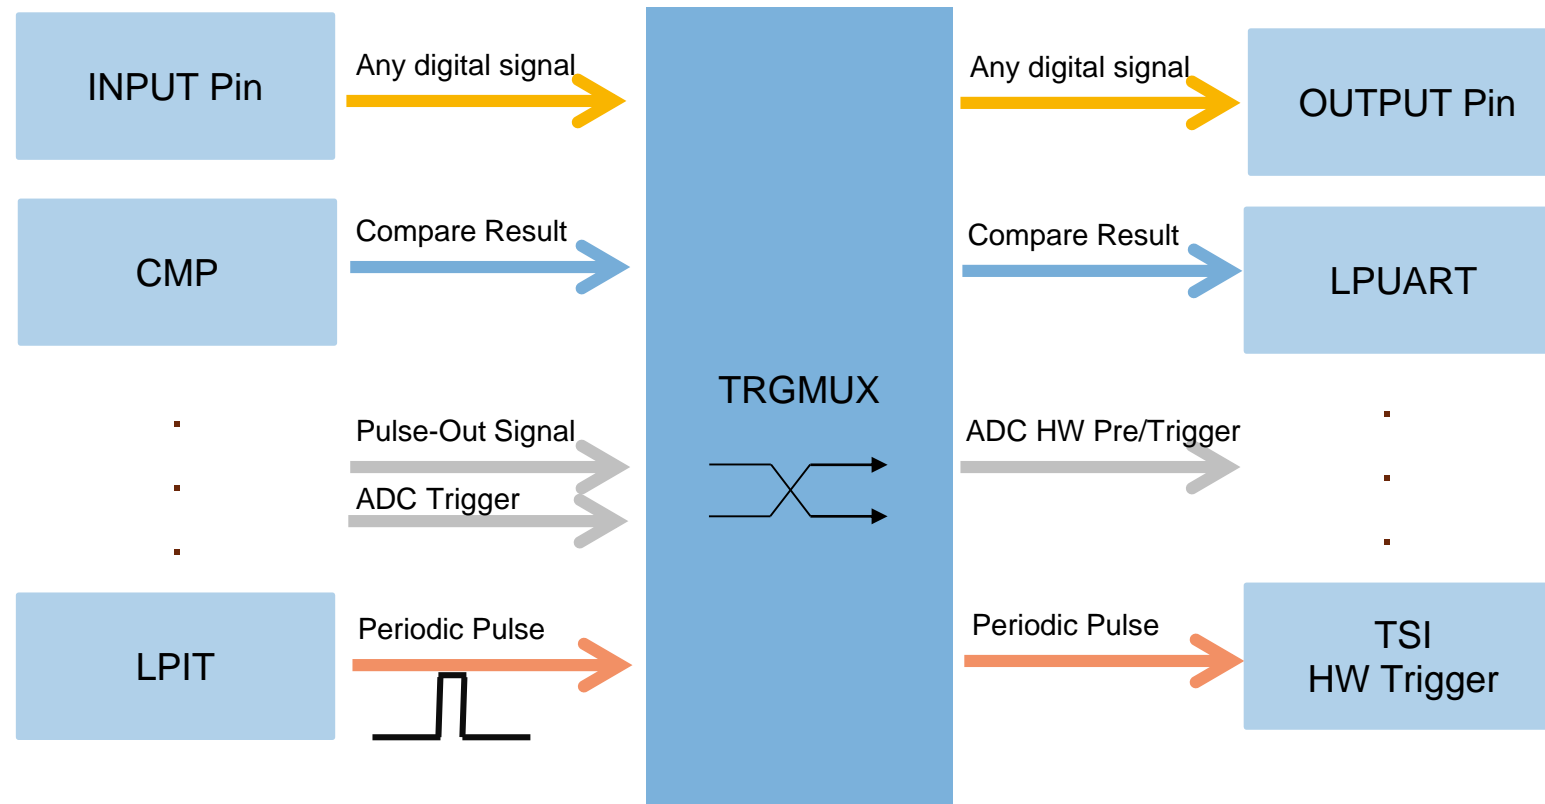 INPUT Pin
Any digital signal
CMP
Compare Result
Pulse-Out Signal
ADC Trigger
LPIT
Periodic Pulse
TRGMUX
Any digital signal
OUTPUT Pin
Compare Result
LPUART
ADC HW Pre/Trigger
Periodic Pulse
TSI
HW Trigger